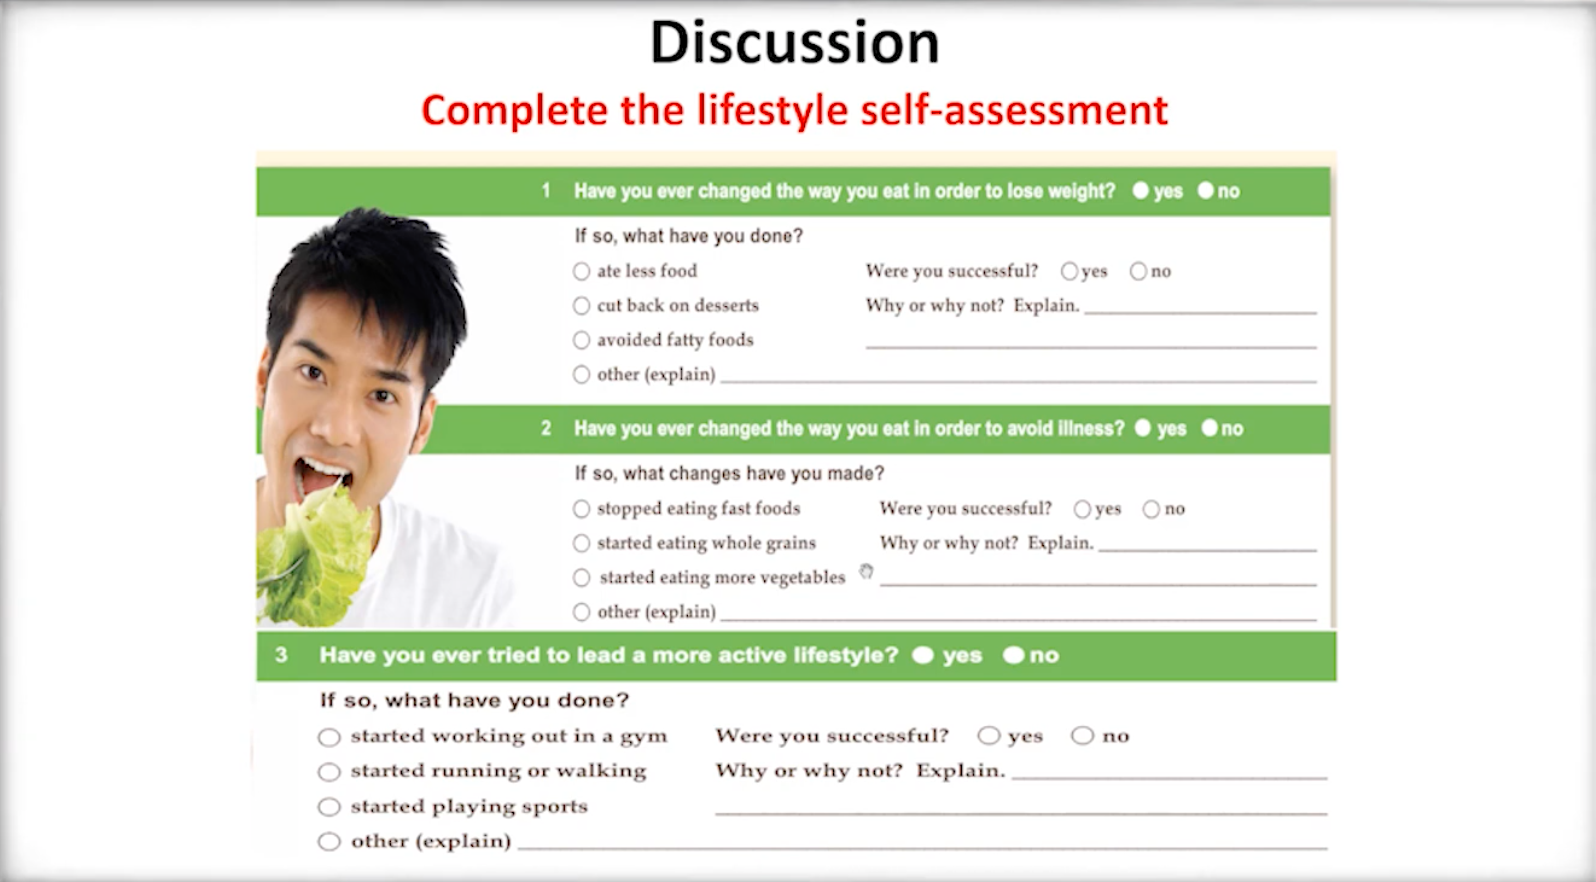 Discussion
Complete the lifestyle self-assessment
1 Have you ever changed the way you eat in order to lose weight? yes no
If so, what have you done?
ate less food
cut back on desserts
avoided fatty foods
other (explain)
Were you successful? yes no
Why or why not? Explain.
2 Have you ever changed the way you eat in order to avoid illness? yes no
If so, what changes have you made?
stopped eating fast foods
started eating whole grains
started eating more vegetables
other (explain)
Were you successful? yes no
Why or why not? Explain.
3 Have you ever tried to lead a more active lifestyle? yes no
If so, what have you done?
started working out in a gym
started running or walking
started playing sports
other (explain)
Were you successful? yes no
Why or why not? Explain.